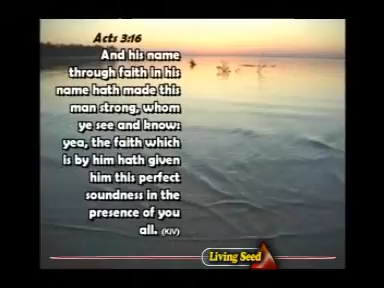 Acts 3:16
And his name
through faith in his
name hath made this
man strong, whom
ye see and know:
yea, the faith which
is by him hath given
him this perfect
soundness in the
presence of you
all. (KJV)
Living Seed